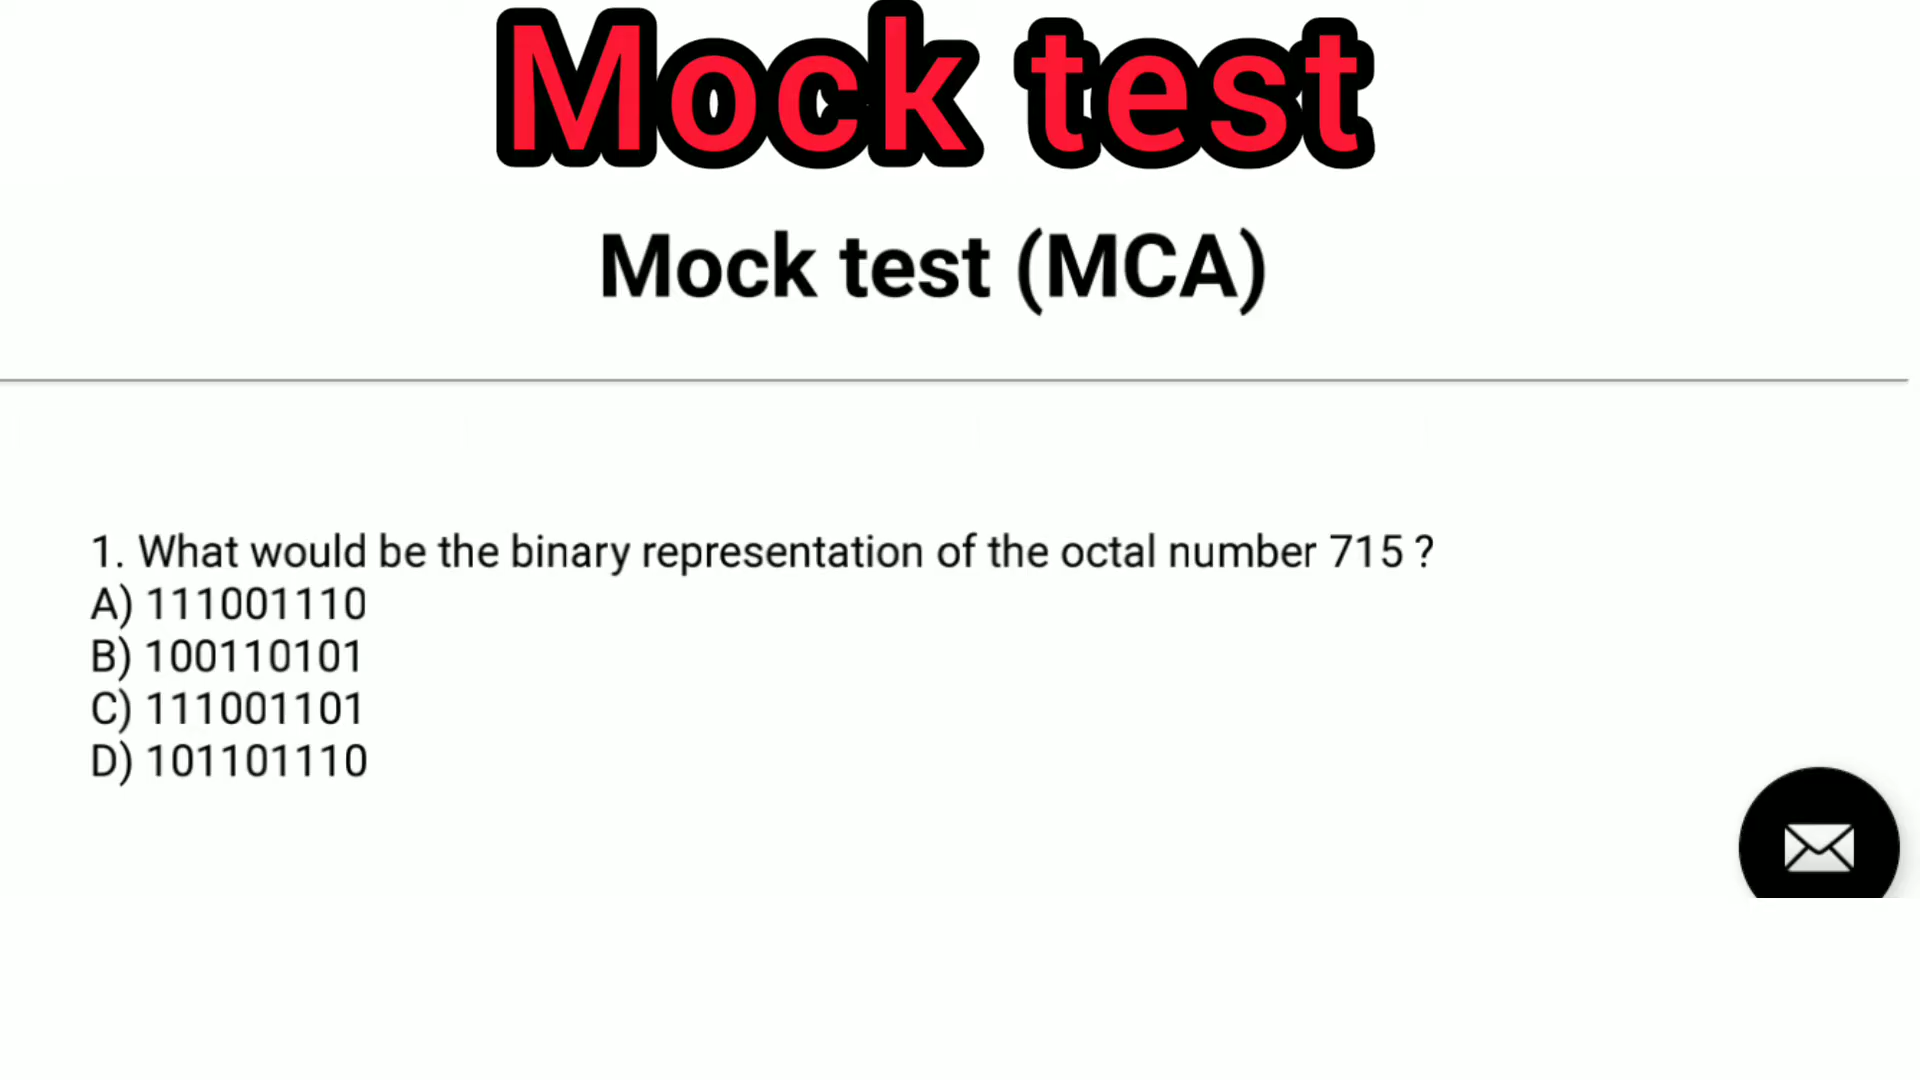 Mock test
Mock test (MCA)
1. What would be the binary representation of the octal number 715 ?
A) 111001110
B) 100110101
C) 111001101
D) 101101110